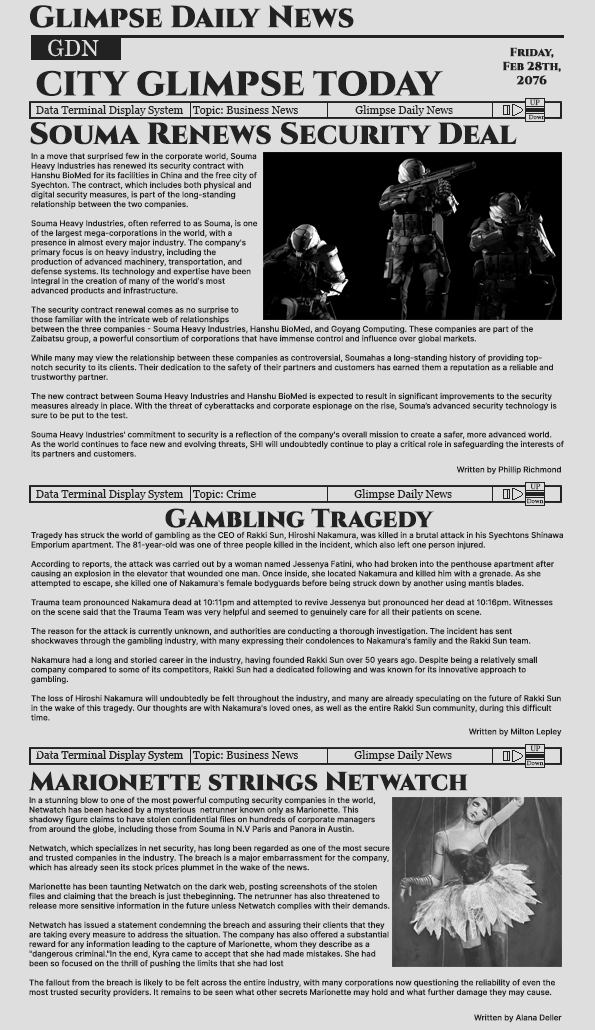 Glimpse Daily News
GDN
Friday,
Feb 28th,
2076
City Glimpse Today
Data Terminal Display System Topic: Business News Glimpse Daily News UP Down
Souma Renews Security Deal
In a move that surprised few in the corporate world, Souma
Heavy Industries has renewed its security contract with
Hanshu BioMed for its facilities in China and the free city of
Syechton. The contract, which includes both physical and
digital security measures, is part of the long-standing
relationship between the two companies.
Souma Heavy Industries, often referred to as Souma, is one
of the largest mega-corporations in the world, with a
presence in almost every major industry. The company's
primary focus is on heavy industry, including the
production of advanced machinery, transportation, and
defense systems. Its technology and expertise have been
integral in the creation of many of the world's most
advanced products and infrastructure.
The security contract renewal comes as no surprise to
those familiar with the intricate web of relationships
between the three companies - Souma Heavy Industries, Hanshu BioMed, and Goyang Computing. These companies are part of the
Zaibatsu group, a powerful consortium of corporations that have immense control and influence over global markets.
While many may view the relationship between these companies as controversial, Soumahas a long-standing history of providing top-
notch security to its clients. Their dedication to the safety of their partners and customers has earned them a reputation as a reliable and
trustworthy partner.
The new contract between Souma Heavy Industries and Hanshu BioMed is expected to result in significant improvements to the security
measures already in place. With the threat of cyberattacks and corporate espionage on the rise, Souma's advanced security technology is
sure to be put to the test.
Souma Heavy Industries' commitment to security is a reflection of the company's overall mission to create a safer, more advanced world.
As the world continues to face new and evolving threats, SHI will undoubtedly continue to play a critical role in safeguarding the interests of
its partners and customers.
Written by Phillip Richmond
Data Terminal Display System Topic: Crime Glimpse Daily News UP Down
Gambling Tragedy
Tragedy has struck the world of gambling as the CEO of Rakki Sun, Hiroshi Nakamura, was killed in a brutal attack in his Syechtons Shinawa
Emporium apartment. The 81-year-old was one of three people killed in the incident, which also left one person injured.
According to reports, the attack was carried out by a woman named Jessenya Fatini, who had broken into the penthouse apartment after
causing an explosion in the elevator that wounded one man. Once inside, she located Nakamura and killed him with a grenade. As she
attempted to escape, she killed one of Nakamura's female bodyguards before being struck down by another using mantis blades.
Trauma team pronounced Nakamura dead at 10:11pm and attempted to revive Jessenya but pronounced her dead at 10:16pm. Witnesses
on the scene said that the Trauma Team was very helpful and seemed to genuinely care for all their patients on scene.
The reason for the attack is currently unknown, and authorities are conducting a thorough investigation. The incident has sent
shockwaves through the gambling industry, with many expressing their condolences to Nakamura's family and the Rakki Sun team.
Nakamura had a long and storied career in the industry, having founded Rakki Sun over 50 years ago. Despite being a relatively small
company compared to some of its competitors, Rakki Sun had a dedicated following and was known for its innovative approach to
gambling.
The loss of Hiroshi Nakamura will undoubtedly be felt throughout the industry, and many are already speculating on the future of Rakki Sun
in the wake of this tragedy. Our thoughts are with Nakamura's loved ones, as well as the entire Rakki Sun community, during this difficult
time.
Written by Milton Lepley
Data Terminal Display System Topic: Business News Glimpse Daily News UP Down
Marionette strings Netwatch
In a stunning blow to one of the most powerful computing security companies in the world,
Netwatch has been hacked by a mysterious netrunner known only as Marionette. This
shadowy figure claims to have stolen confidential files on hundreds of corporate managers
from around the globe, including those from Souma in N.V Paris and Panora in Austin.
Netwatch, which specializes in net security, has long been regarded as one of the most secure
and trusted companies in the industry. The breach is a major embarrassment for the company,
which has already seen its stock prices plummet in the wake of the news.
Marionette has been taunting Netwatch on the dark web, posting screenshots of the stolen
files and claiming that the breach is just thebeginning. The netrunner has also threatened to
release more sensitive information in the future unless Netwatch complies with their demands.
Netwatch has issued a statement condemning the breach and assuring their clients that they
are taking every measure to address the situation. The company has also offered a substantial
reward for any information leading to the capture of Marionette, whom they describe as a
"dangerous criminal."In the end, Kyra came to accept that she had made mistakes. She had
been so focused on the thrill of pushing the limits that she had lost
The fallout from the breach is likely to be felt across the entire industry, with many corporations now questioning the reliability of even the
most trusted security providers. It remains to be seen what other secrets Marionette may hold and what further damage they may cause.
Written by Alana Deller